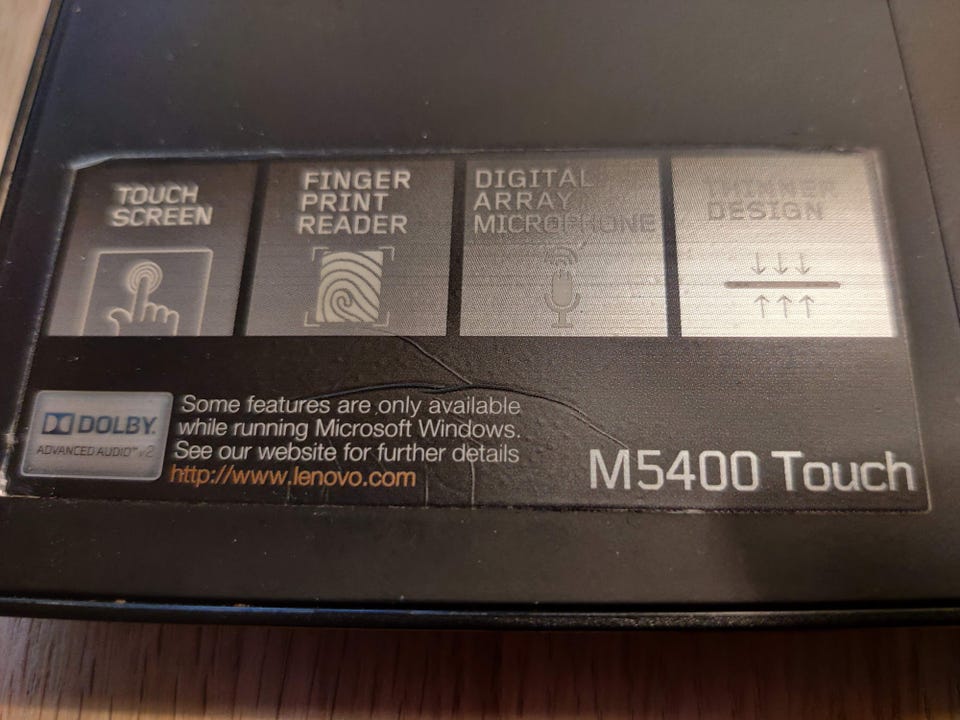 TOUCH
SCREEN
FINGER
PRINT
READER
DIGITAL
ARRAY
MICROPHONE
THINNER
DESIGN
DOLBY
ADVANCED AUDIO™ v2
Some features are only available
while running Microsoft Windows.
See our website for further details
http://www.lenovo.com
M5400 Touch